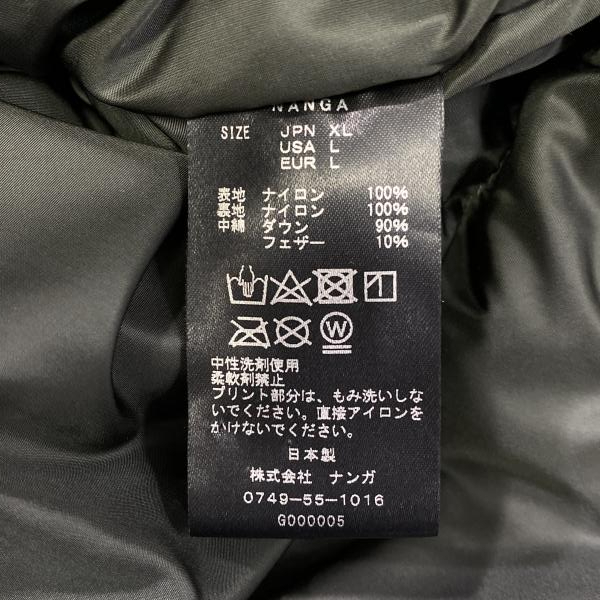 NANGA
SIZE JPN XL
USA L
EUR L
表地 ナイロン 100%
裏地 ナイロン 100%
中綿 ダウン 90%
フェザー 10%
W
中性洗剤使用
柔軟剤禁止
プリント部分は、もみ洗いしな
いでください。直接アイロンを
かけないでください。
日本製
株式会社 ナンガ
0749-55-1016
G000005